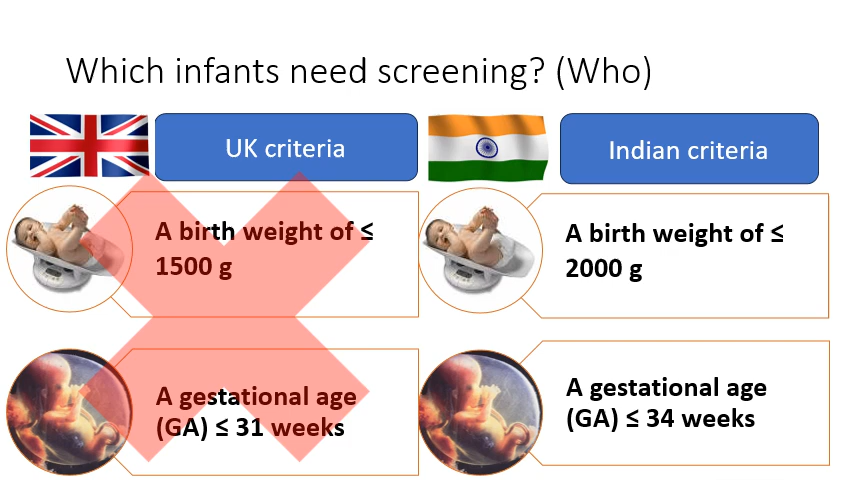 Which infants need screening? (Who)
UK criteria
Indian criteria
A birth weight of ≤
1500 g
A birth weight of ≤
2000 g
A gestational age
(GA) ≤ 31 weeks
A gestational age
(GA) ≤ 34 weeks